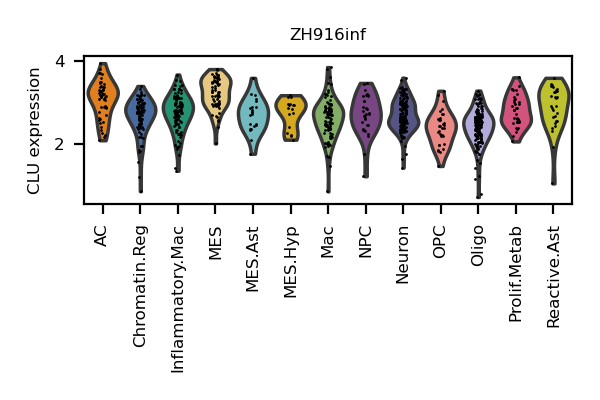 ZH916inf
CLU expression
4
2
AC
Chromatin.Reg
Inflammatory.Mac
MES
MES.Ast
MES.Hyp
Mac
NPC
Neuron
OPC
Oligo
Prolif.Metab
Reactive.Ast